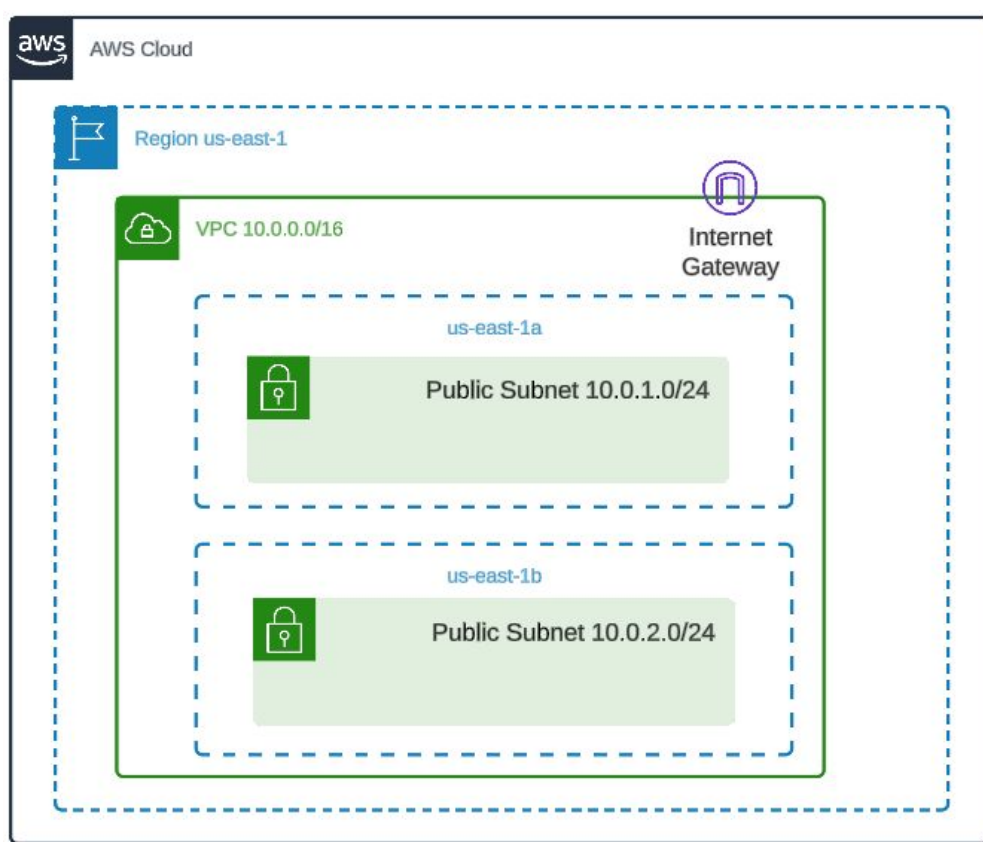 aws
AWS Cloud
Region us-east-1
VPC 10.0.0.0/16
Internet
Gateway
us-east-1a
Public Subnet 10.0.1.0/24
us-east-1b
Public Subnet 10.0.2.0/24